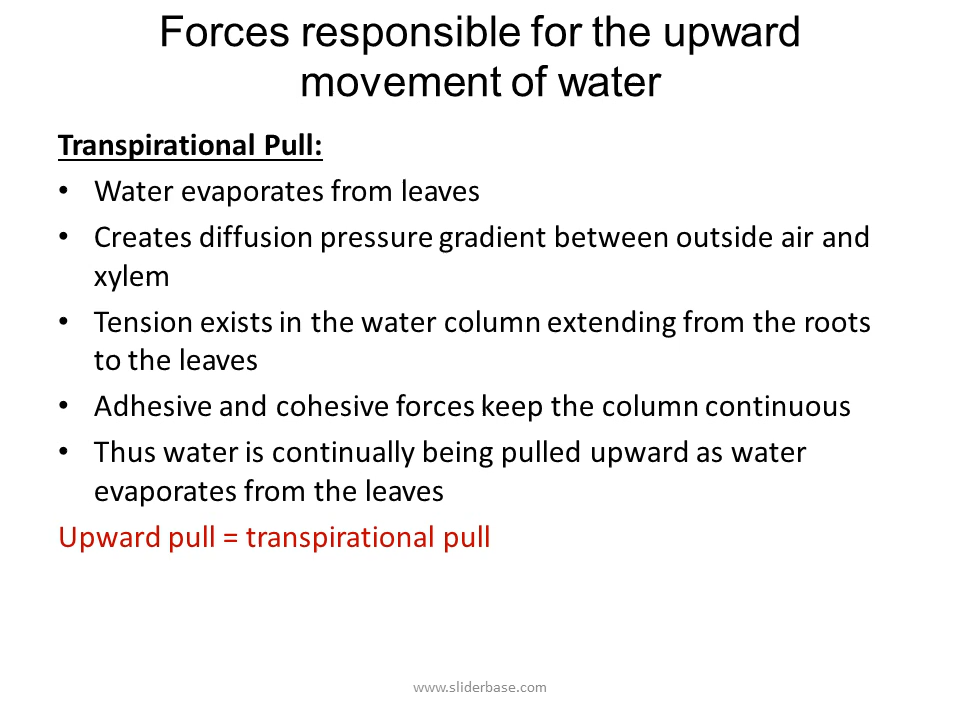 Forces responsible for the upward
movement of water
Transpirational Pull:
• Water evaporates from leaves
• Creates diffusion pressure gradient between outside air and
xylem
• Tension exists in the water column extending from the roots
to the leaves
• Adhesive and cohesive forces keep the column continuous
• Thus water is continually being pulled upward as water
evaporates from the leaves
Upward pull = transpirational pull
www.sliderbase.com